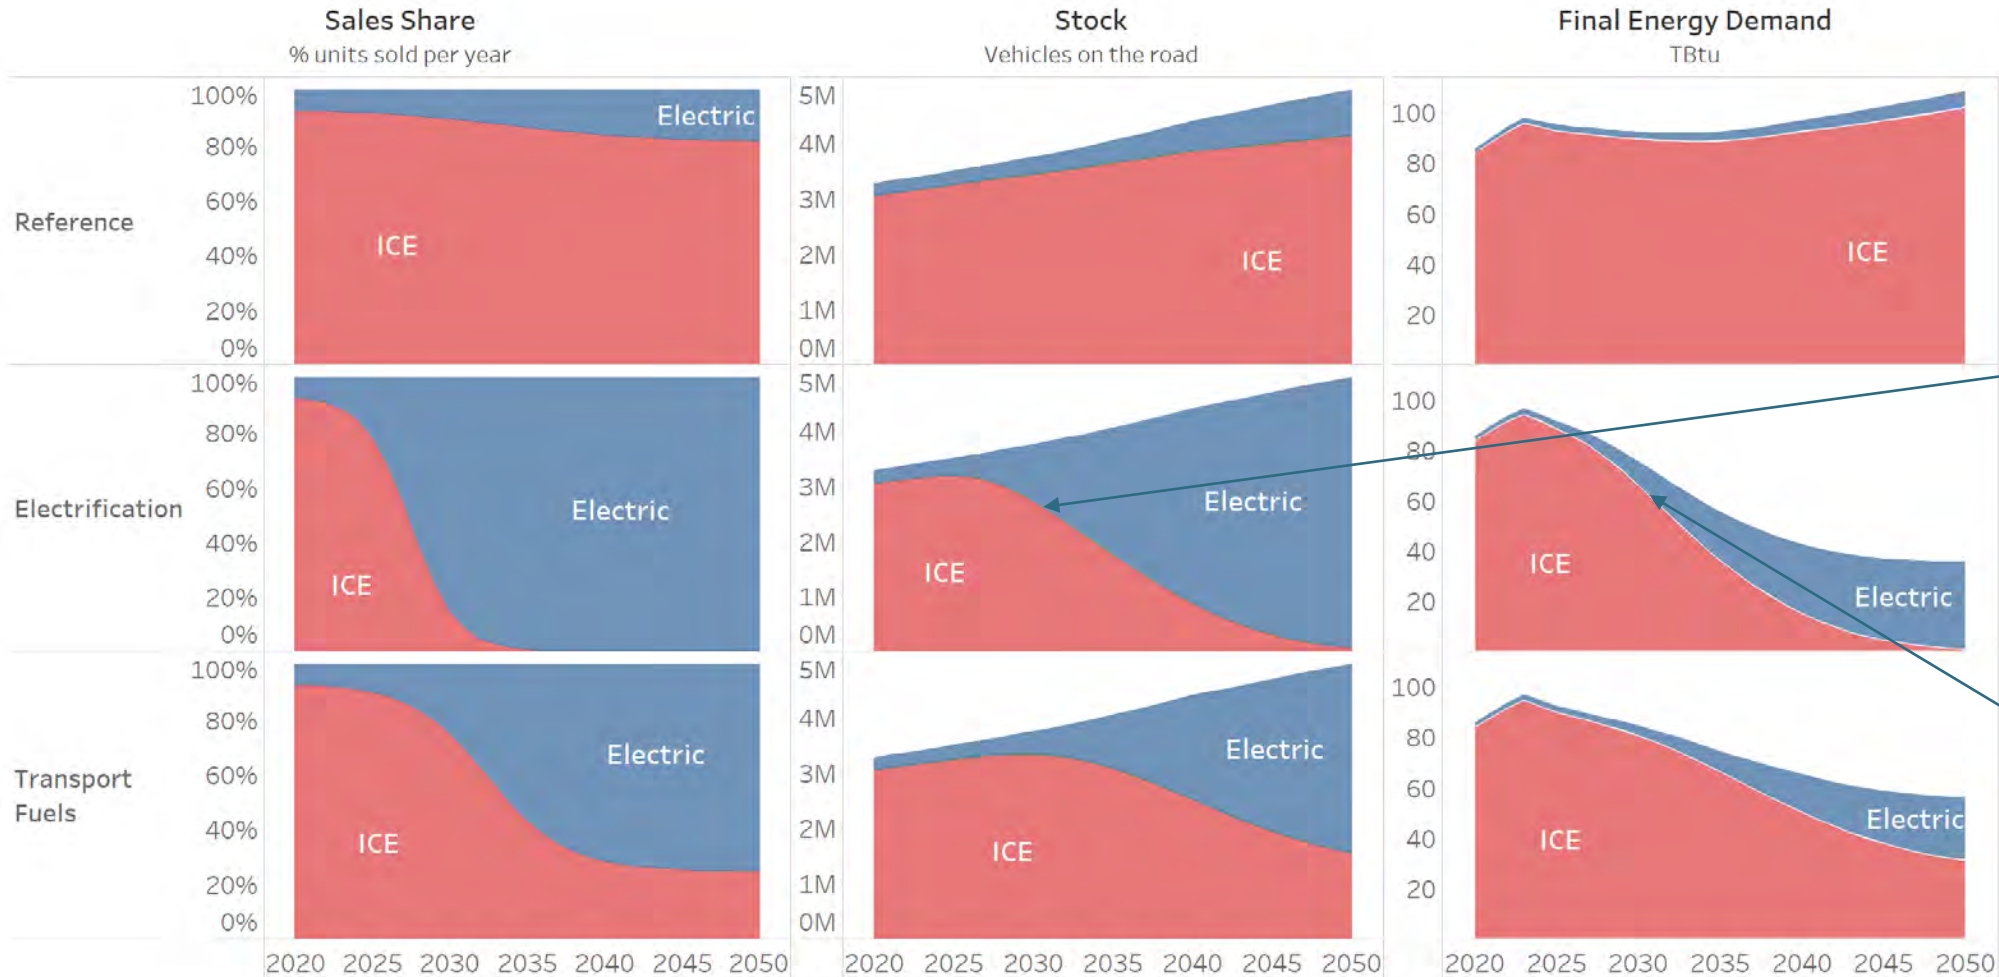 Sales Share
% units sold per year
Stock
Vehicles on the road
Final Energy Demand
TBtu
Reference
100%
80%
60%
40%
20%
0%
Electric
ICE
5M
4M
3M
2M
1M
0M
ICE
100
80
60
40
20
ICE
Electrification
100%
80%
60%
40%
20%
0%
Electric
ICE
5M
4M
3M
2M
1M
0M
Electric
ICE
100
80
60
40
20
ICE
Electric
Transport
Fuels
100%
80%
60%
40%
20%
0%
Electric
ICE
5M
4M
3M
2M
1M
0M
Electric
ICE
100
80
60
40
20
Electric
ICE
2020 2025 2030 2035 2040 2045 2050
2020 2025 2030 2035 2040 2045 2050
2020 2025 2030 2035 2040 2045 2050